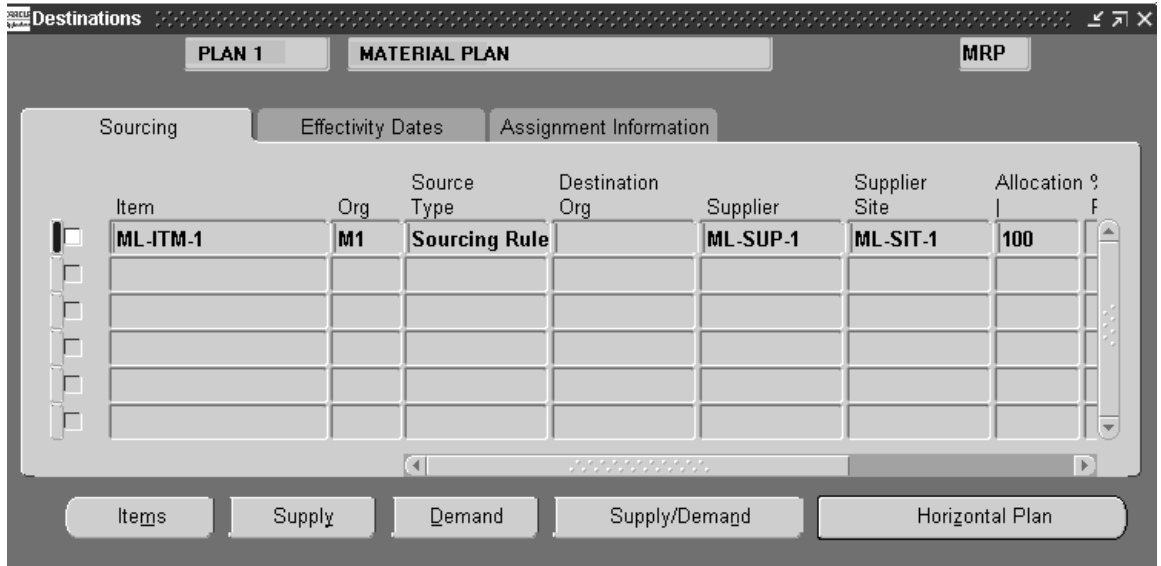 Destinations
PLAN 1 MATERIAL PLAN MRP
Sourcing Effectivity Dates Assignment Information
Source Destination Supplier Allocation %
Item Org Type Org Supplier Site
ML-ITM-1 M1 Sourcing Rule ML-SUP-1 ML-SIT-1 100
Items Supply Demand Supply/Demand Horizontal Plan